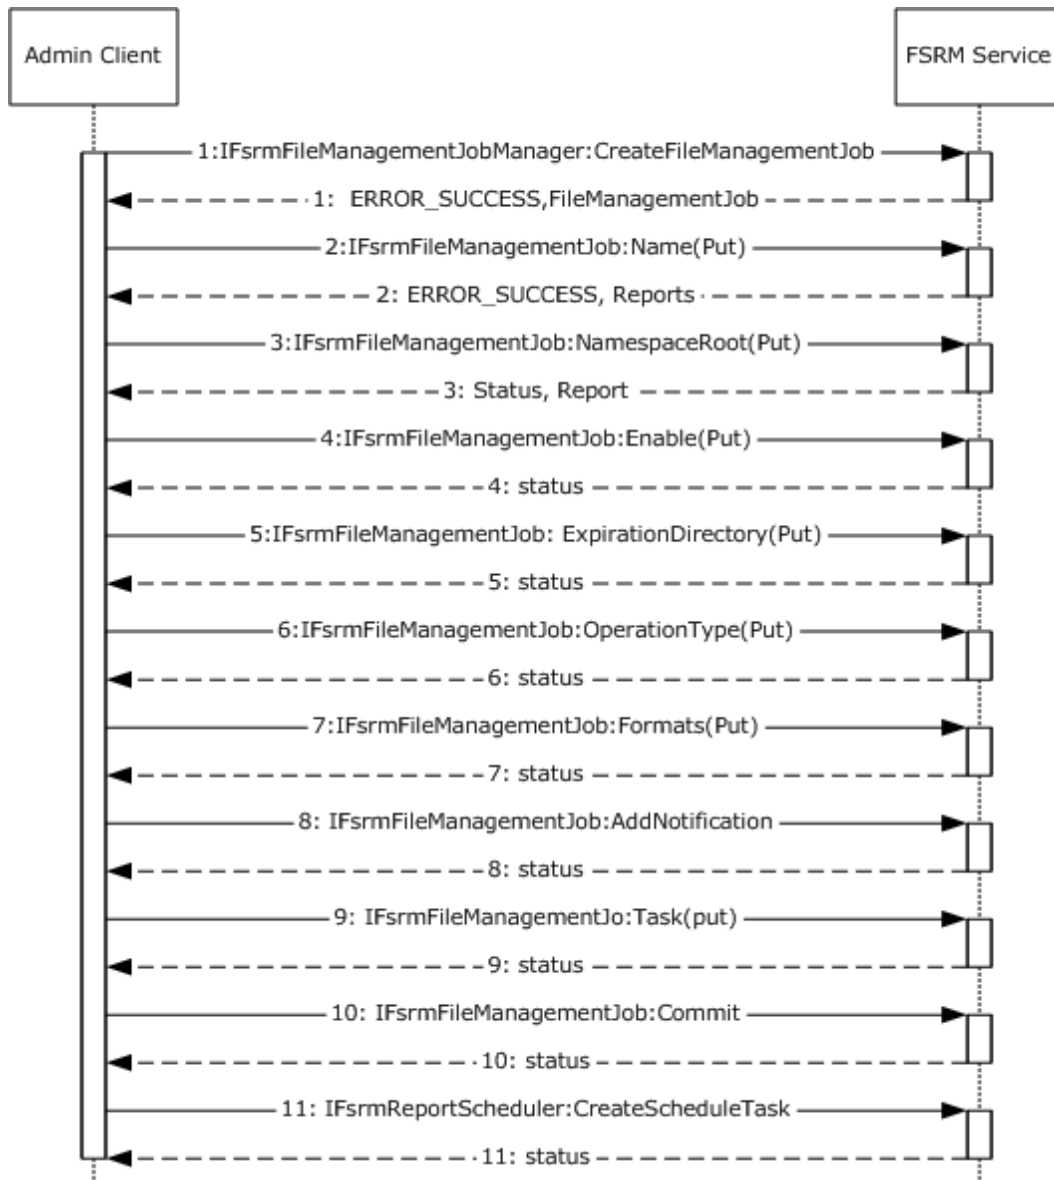 Admin Client
FSRM Service
1:IFsrmFileManagementJobManager:CreateFileManagementJob
1: ERROR_SUCCESS,FileManagementJob
2:IFsrmFileManagementJob:Name(Put)
2: ERROR_SUCCESS, Reports
3:IFsrmFileManagementJob:NamespaceRoot(Put)
3: Status, Report
4:IFsrmFileManagementJob:Enable(Put)
4: status
5:IFsrmFileManagementJob: ExpirationDirectory(Put)
5: status
6:IFsrmFileManagementJob:OperationType(Put)
6: status
7:IFsrmFileManagementJob:Formats(Put)
7: status
8: IFsrmFileManagementJob:AddNotification
8: status
9: IFsrmFileManagementJo:Task(put)
9: status
10: IFsrmFileManagementJob:Commit
10: status
11: IFsrmReportScheduler:CreateScheduleTask
11: status